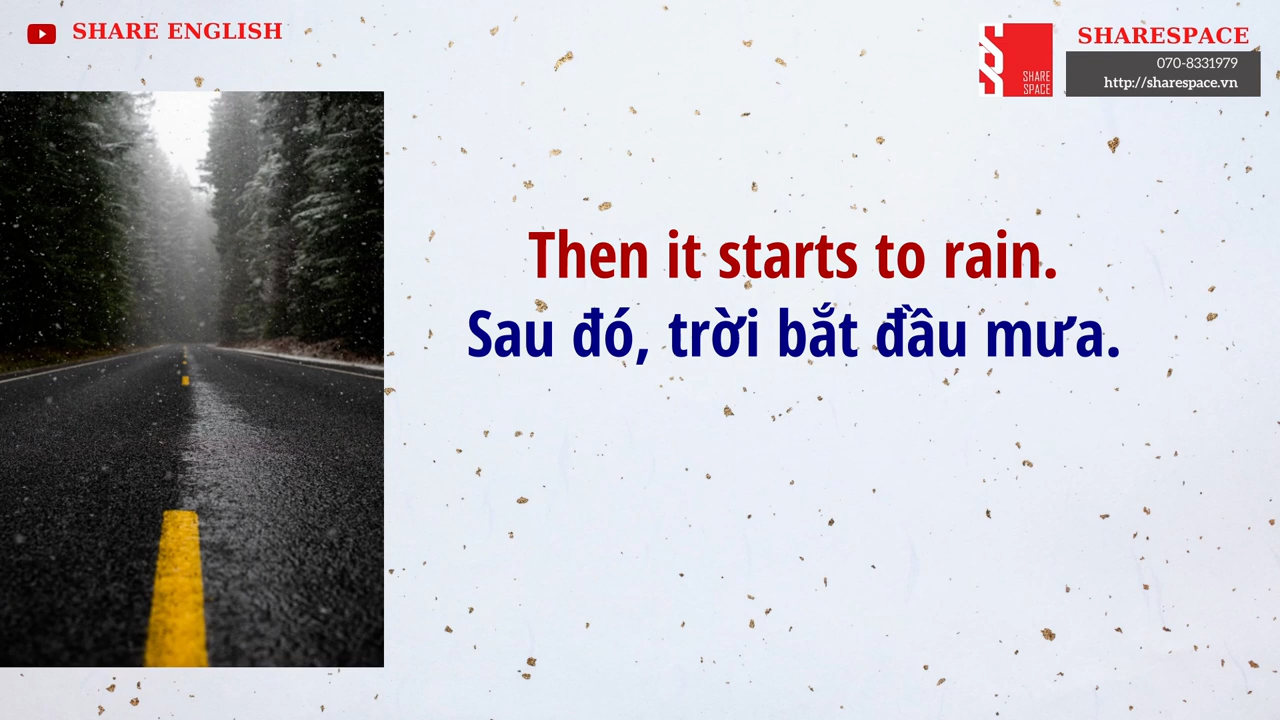 SHARE ENGLISH
SHARESPACE
070-8331979
http://sharespace.vn
SHARE
SPACE
Then it starts to rain.
Sau đó, trời bắt đầu mưa.